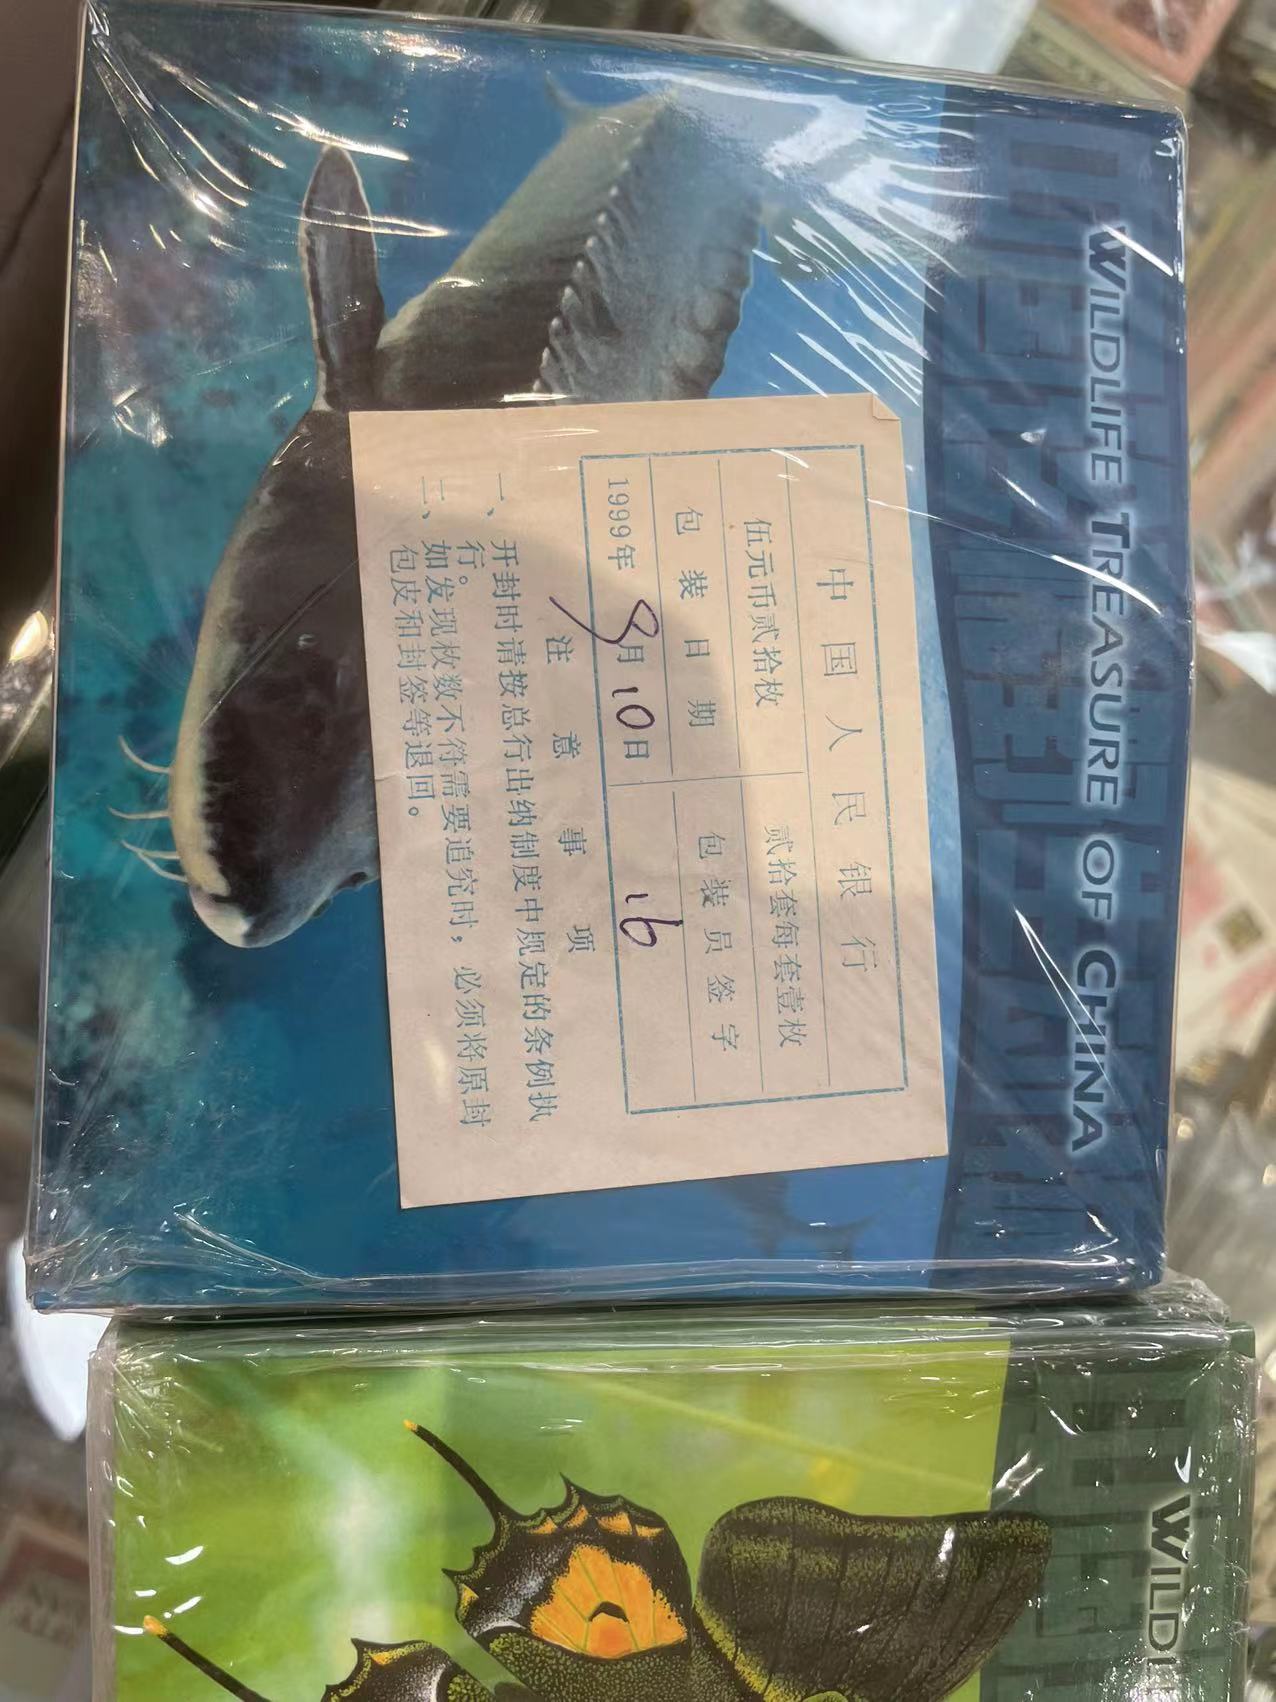 WILDLIFE TREASURE OF CHINA
中国人民银行
伍元币贰拾枚 贰拾套每套壹枚
包装日期 包装员签字
1999年9月10日 16
注意事项
一、开封时请按总行出纳制度中规定的条例执
行。
二、如发现枚数不符需要追究时，必须将原封
包皮和封签等退回。
WILD